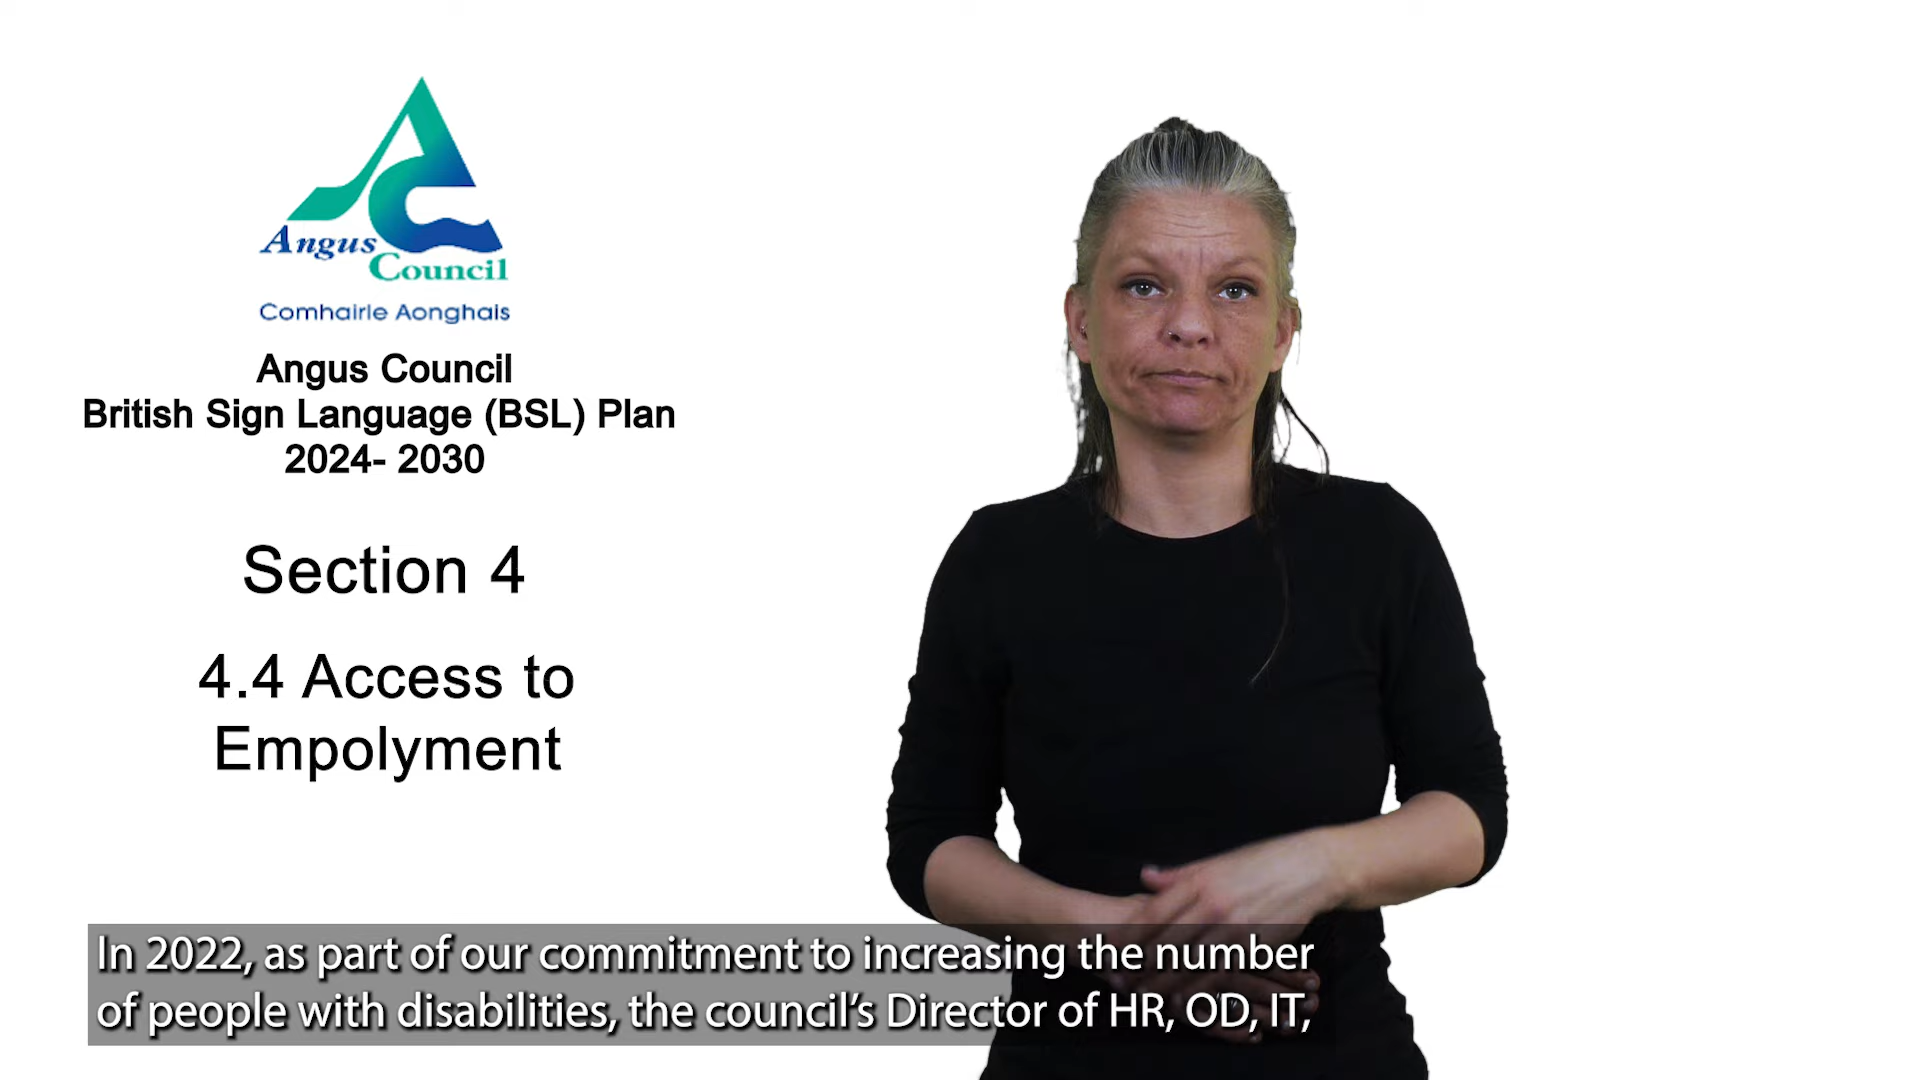 Angus
Council
Comhairle Aonghais
Angus Council
British Sign Language (BSL) Plan
2024- 2030
Section 4
4.4 Access to
Empolyment
In 2022, as part of our commitment to increasing the number
of people with disabilities, the council’s Director of HR, OD, IT,